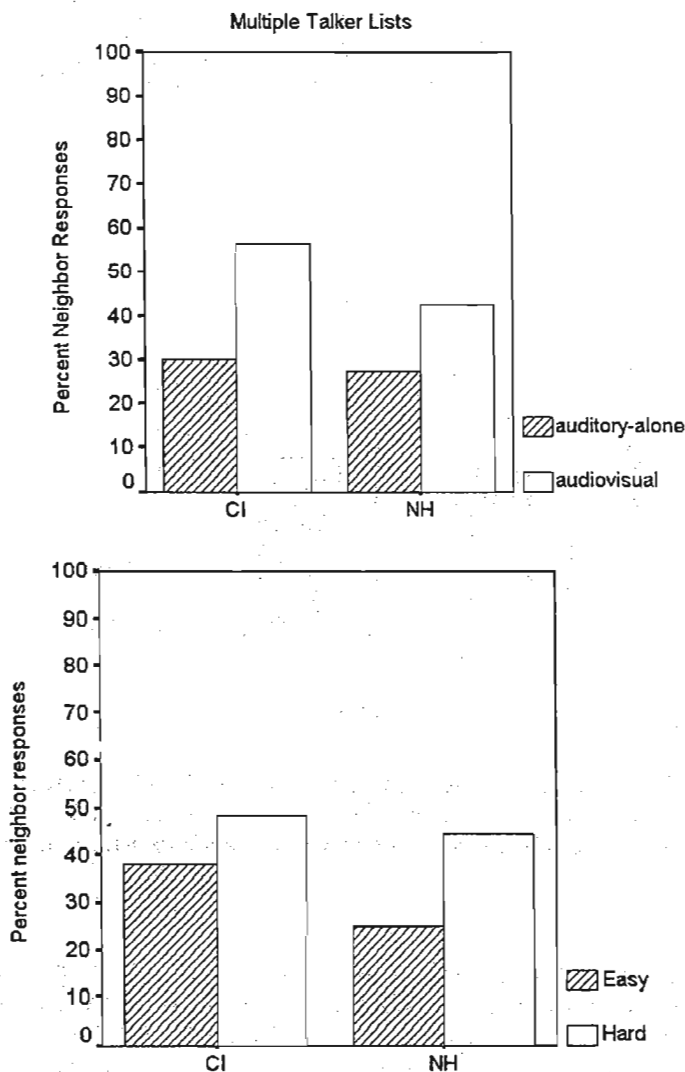 Multiple Talker Lists
Percent Neighbor Responses
100
90
80
70
60
50
40
30
20
10
0
CI NH
auditory-alone
audiovisual
Percent neighbor responses
100
90
80
70
60
50
40
30
20
10
0
CI NH
Easy
Hard